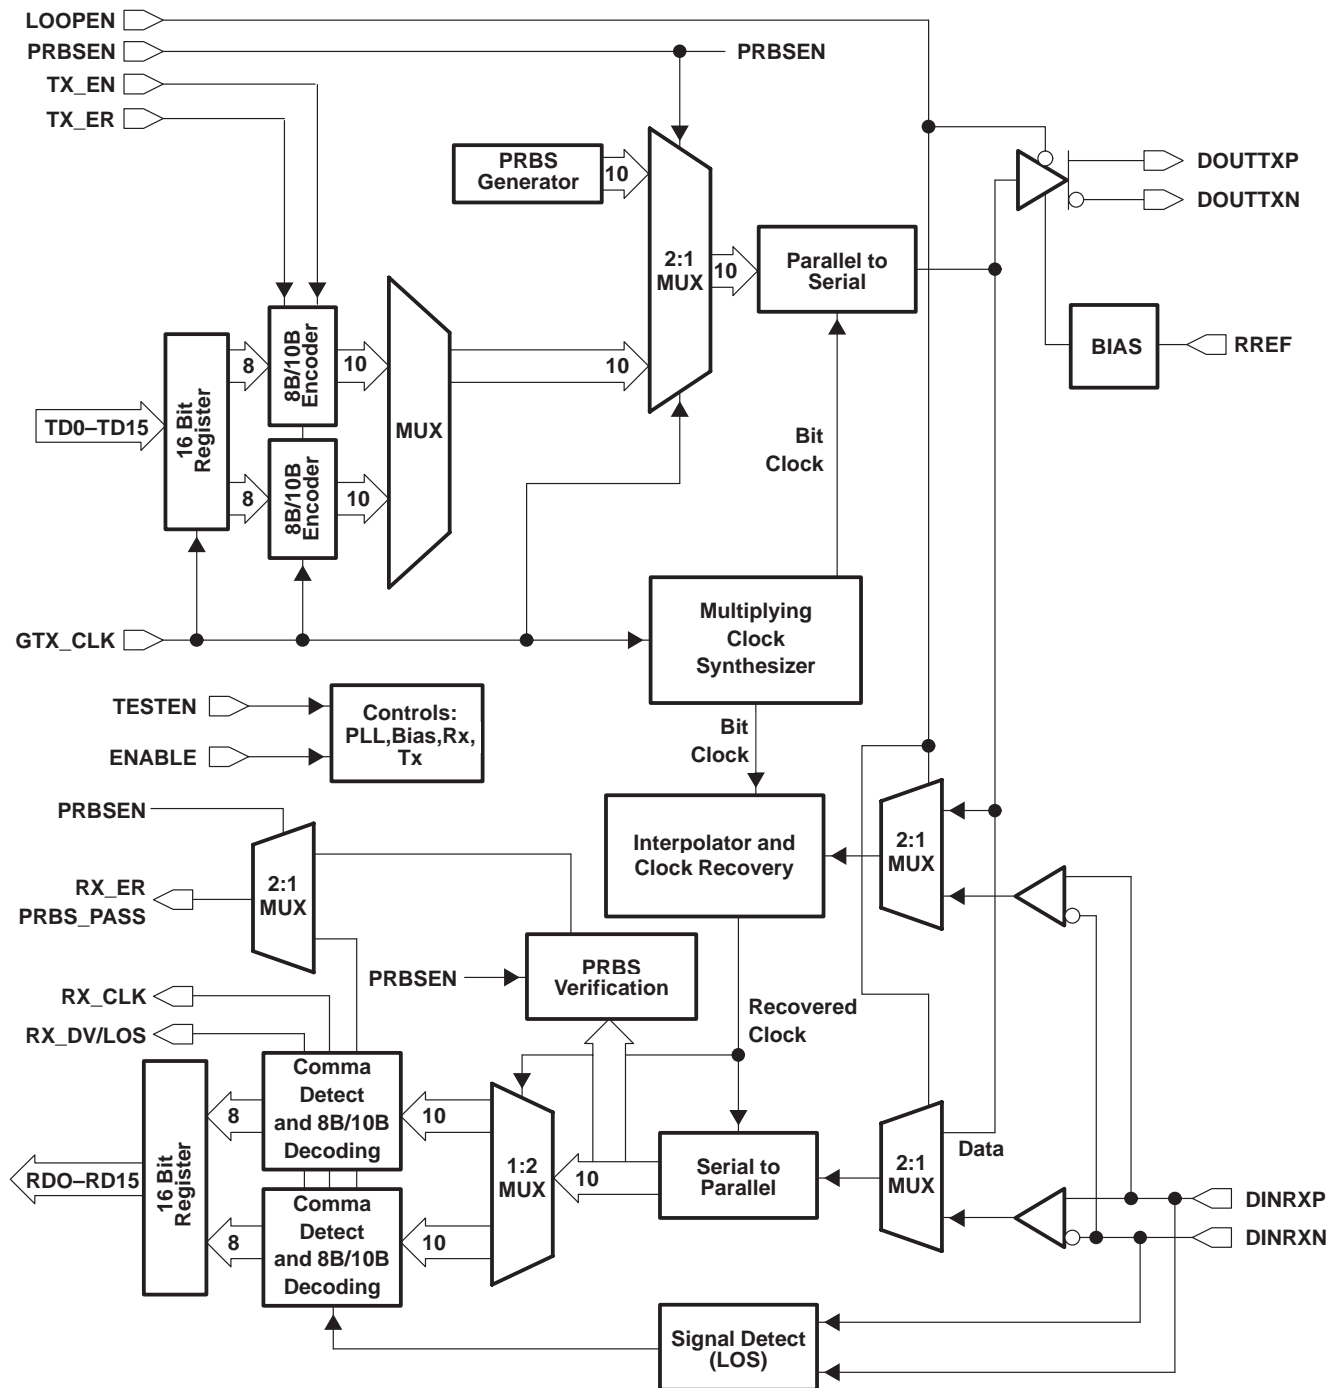 LOOPEN
PRBSEN
PRBSEN
TX_EN
TX_ER
PRBS
Generator
10
DOUTTXP
DOUTTXN
2:1
MUX
10
Parallel to
Serial
BIAS
RREF
TD0–TD15
16 Bit
Register
8
8B/10B
Encoder
10
10
MUX
8
8B/10B
Encoder
10
Bit
Clock
GTX_CLK
Multiplying
Clock
Synthesizer
TESTEN
ENABLE
Controls:
PLL,Bias,Rx,
Tx
Bit
Clock
PRBSEN
2:1
MUX
RX_ER
PRBS_PASS
Interpolator and
Clock Recovery
2:1
MUX
PRBSEN
PRBS
Verification
RX_CLK
RX_DV/LOS
Recovered
Clock
Comma
Detect
and 8B/10B
Decoding
8
10
RDO–RD15
16 Bit
Register
1:2
MUX
10
Serial to
Parallel
2:1
MUX
Data
Comma
Detect
and 8B/10B
Decoding
8
10
DINRXP
DINRXN
Signal Detect
(LOS)